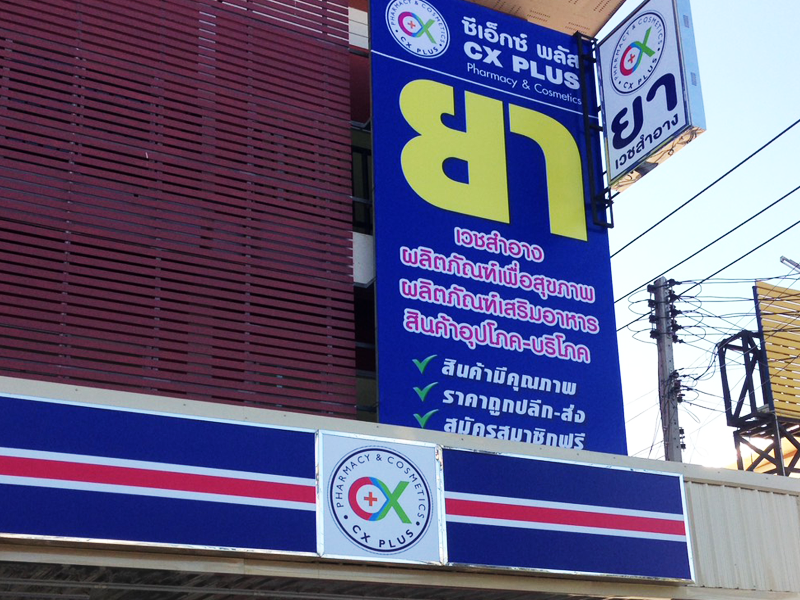 PHARMACY & COSMETICS
CX PLUS
ซีเอ็กซ์ พลัส
CX PLUS
Pharmacy & Cosmetics
ยา
เวชสำอาง
ผลิตภัณฑ์เพื่อสุขภาพ
ผลิตภัณฑ์เสริมอาหาร
สินค้าอุปโภค-บริโภค
สินค้ามีคุณภาพ
ราคาถูกปลีก-ส่ง
สมัครสมาชิกฟรี
PHARMACY & COSMETICS
CX PLUS
ยา
เวชสำอาง
PHARMACY & COSMETICS
CX
CX PLUS